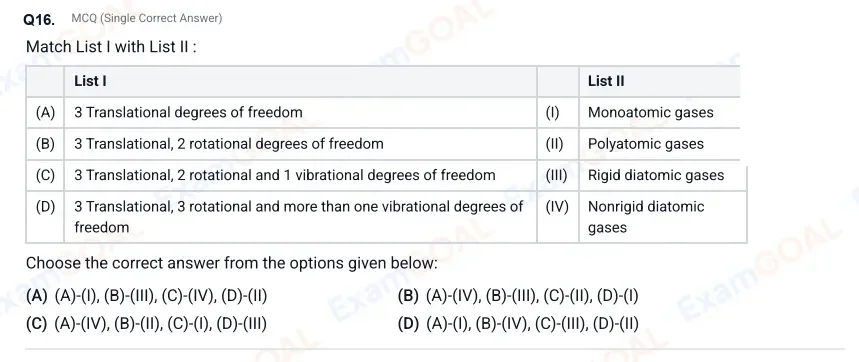 Q16. MCQ (Single Correct Answer)
Match List I with List II :
List I List II
(A) 3 Translational degrees of freedom (I) Monoatomic gases
(B) 3 Translational, 2 rotational degrees of freedom (II) Polyatomic gases
(C) 3 Translational, 2 rotational and 1 vibrational degrees of freedom (III) Rigid diatomic gases
(D) 3 Translational, 3 rotational and more than one vibrational degrees of (IV) Nonrigid diatomic
freedom gases
Choose the correct answer from the options given below:
(A) (A)-(I), (B)-(III), (C)-(IV), (D)-(II) (B) (A)-(IV), (B)-(III), (C)-(II), (D)-(I)
(C) (A)-(IV), (B)-(II), (C)-(I), (D)-(III) (D) (A)-(I), (B)-(IV), (C)-(III), (D)-(II)
ExamGOAL
ExamGOAL